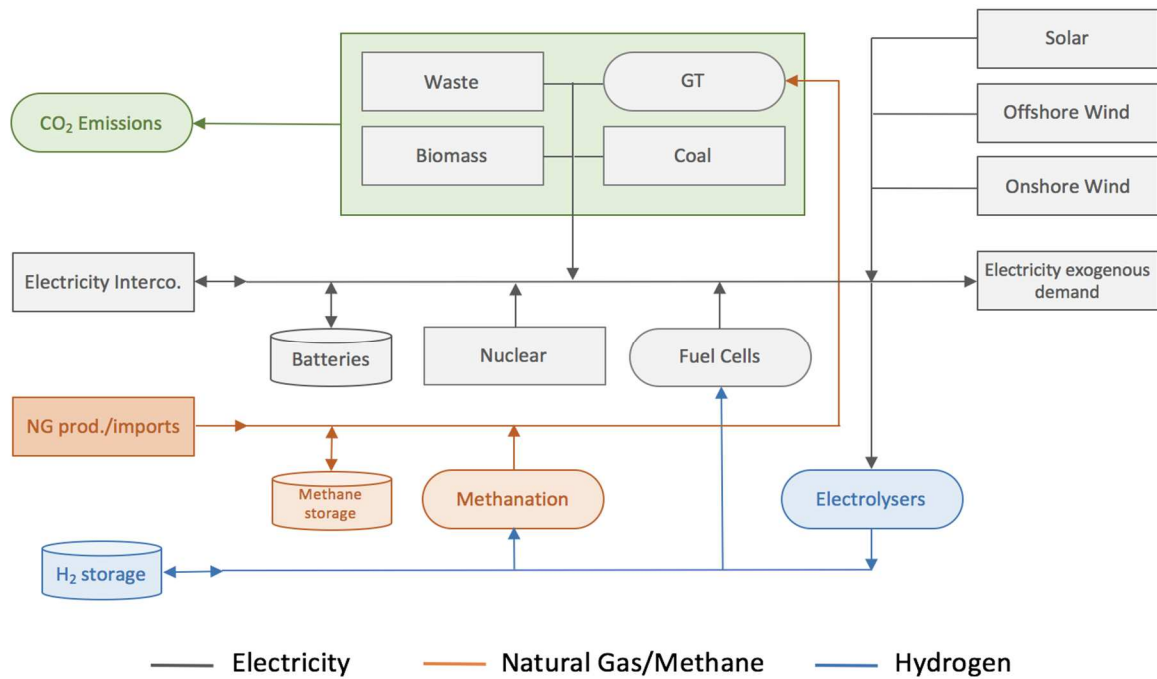 Solar
Waste
GT
CO₂ Emissions
Offshore Wind
Biomass
Coal
Onshore Wind
Electricity Interco.
Electricity exogenous
demand
Batteries
Nuclear
Fuel Cells
NG prod./imports
Methane
storage
Methanation
Electrolysers
H₂ storage
Electricity
Natural Gas/Methane
Hydrogen